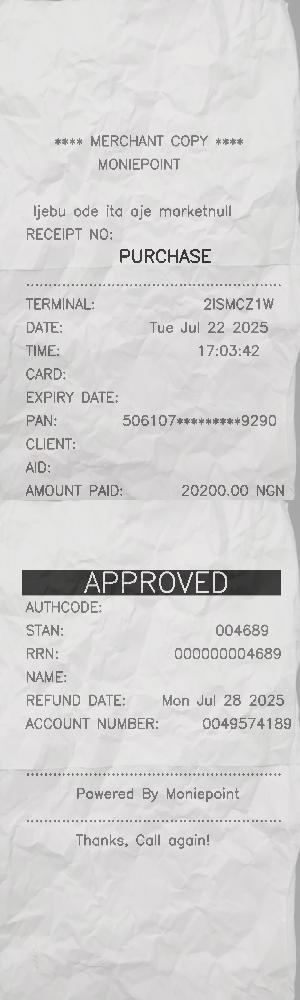 **** MERCHANT COPY ****
MONIEPOINT
Ijebu ode ita aje marketnull
RECEIPT NO:
PURCHASE
TERMINAL: 2ISMCZ1W
DATE: Tue Jul 22 2025
TIME: 17:03:42
CARD:
EXPIRY DATE:
PAN: 506107*********9290
CLIENT:
AID:
AMOUNT PAID: 20200.00 NGN
APPROVED
AUTHCODE:
STAN: 004689
RRN: 000000004689
NAME:
REFUND DATE: Mon Jul 28 2025
ACCOUNT NUMBER: 0049574189
Powered By Moniepoint
Thanks, Call again!